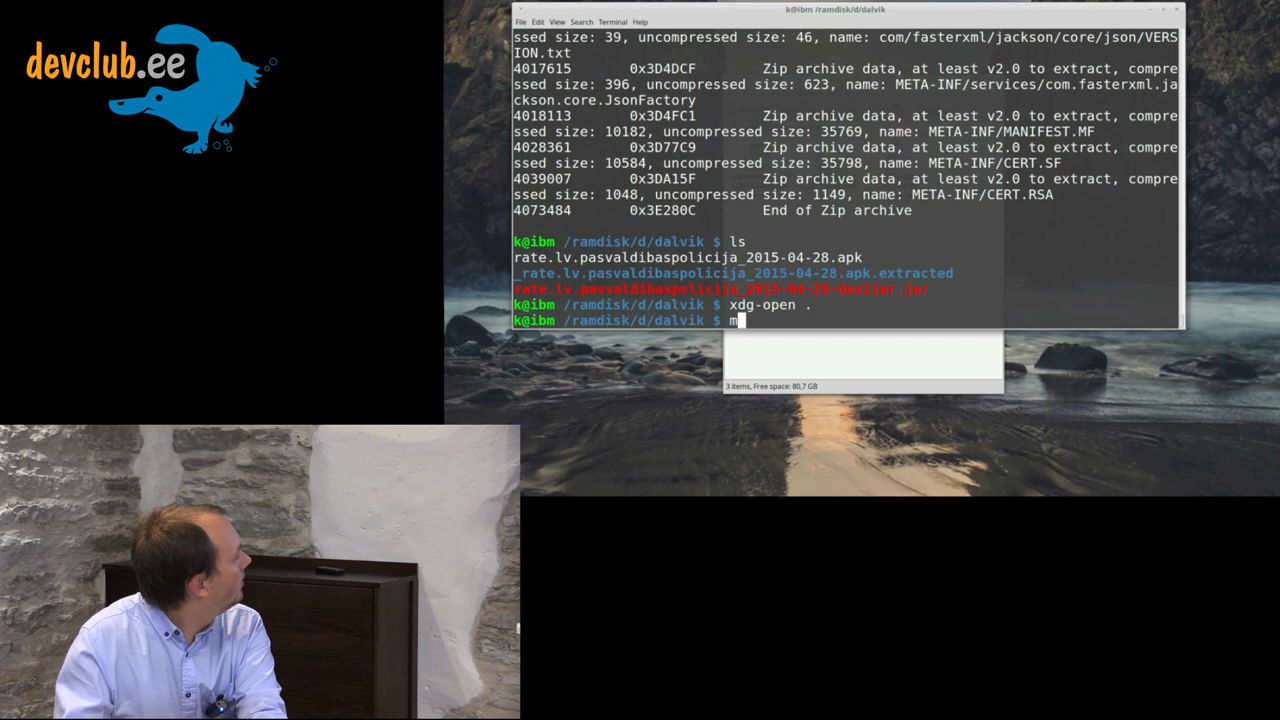 devclub.ee
k@ibm /ramdisk/d/dalvik
File Edit View Search Terminal Help
ssed size: 39, uncompressed size: 46, name: com/fasterxml/jackson/core/json/VERS
ION.txt
4017615 0x3D4DCF Zip archive data, at least v2.0 to extract, compre
ssed size: 396, uncompressed size: 623, name: META-INF/services/com.fasterxml.ja
ckson.core.JsonFactory
4018113 0x3D4FC1 Zip archive data, at least v2.0 to extract, compre
ssed size: 10182, uncompressed size: 35769, name: META-INF/MANIFEST.MF
4028361 0x3D77C9 Zip archive data, at least v2.0 to extract, compre
ssed size: 10584, uncompressed size: 35798, name: META-INF/CERT.SF
4039007 0x3DA15F Zip archive data, at least v2.0 to extract, compre
ssed size: 1048, uncompressed size: 1149, name: META-INF/CERT.RSA
4073484 0x3E280C End of Zip archive
k@ibm /ramdisk/d/dalvik $ ls
rate.lv.pasvaldibaspolicija_2015-04-28.apk
_rate.lv.pasvaldibaspolicija_2015-04-28.apk.extracted
rate.lv.pasvaldibaspolicija_2015-04-28-dex2jar.jar
k@ibm /ramdisk/d/dalvik $ xdg-open .
k@ibm /ramdisk/d/dalvik $ m
3 items, Free space: 80,7 GB